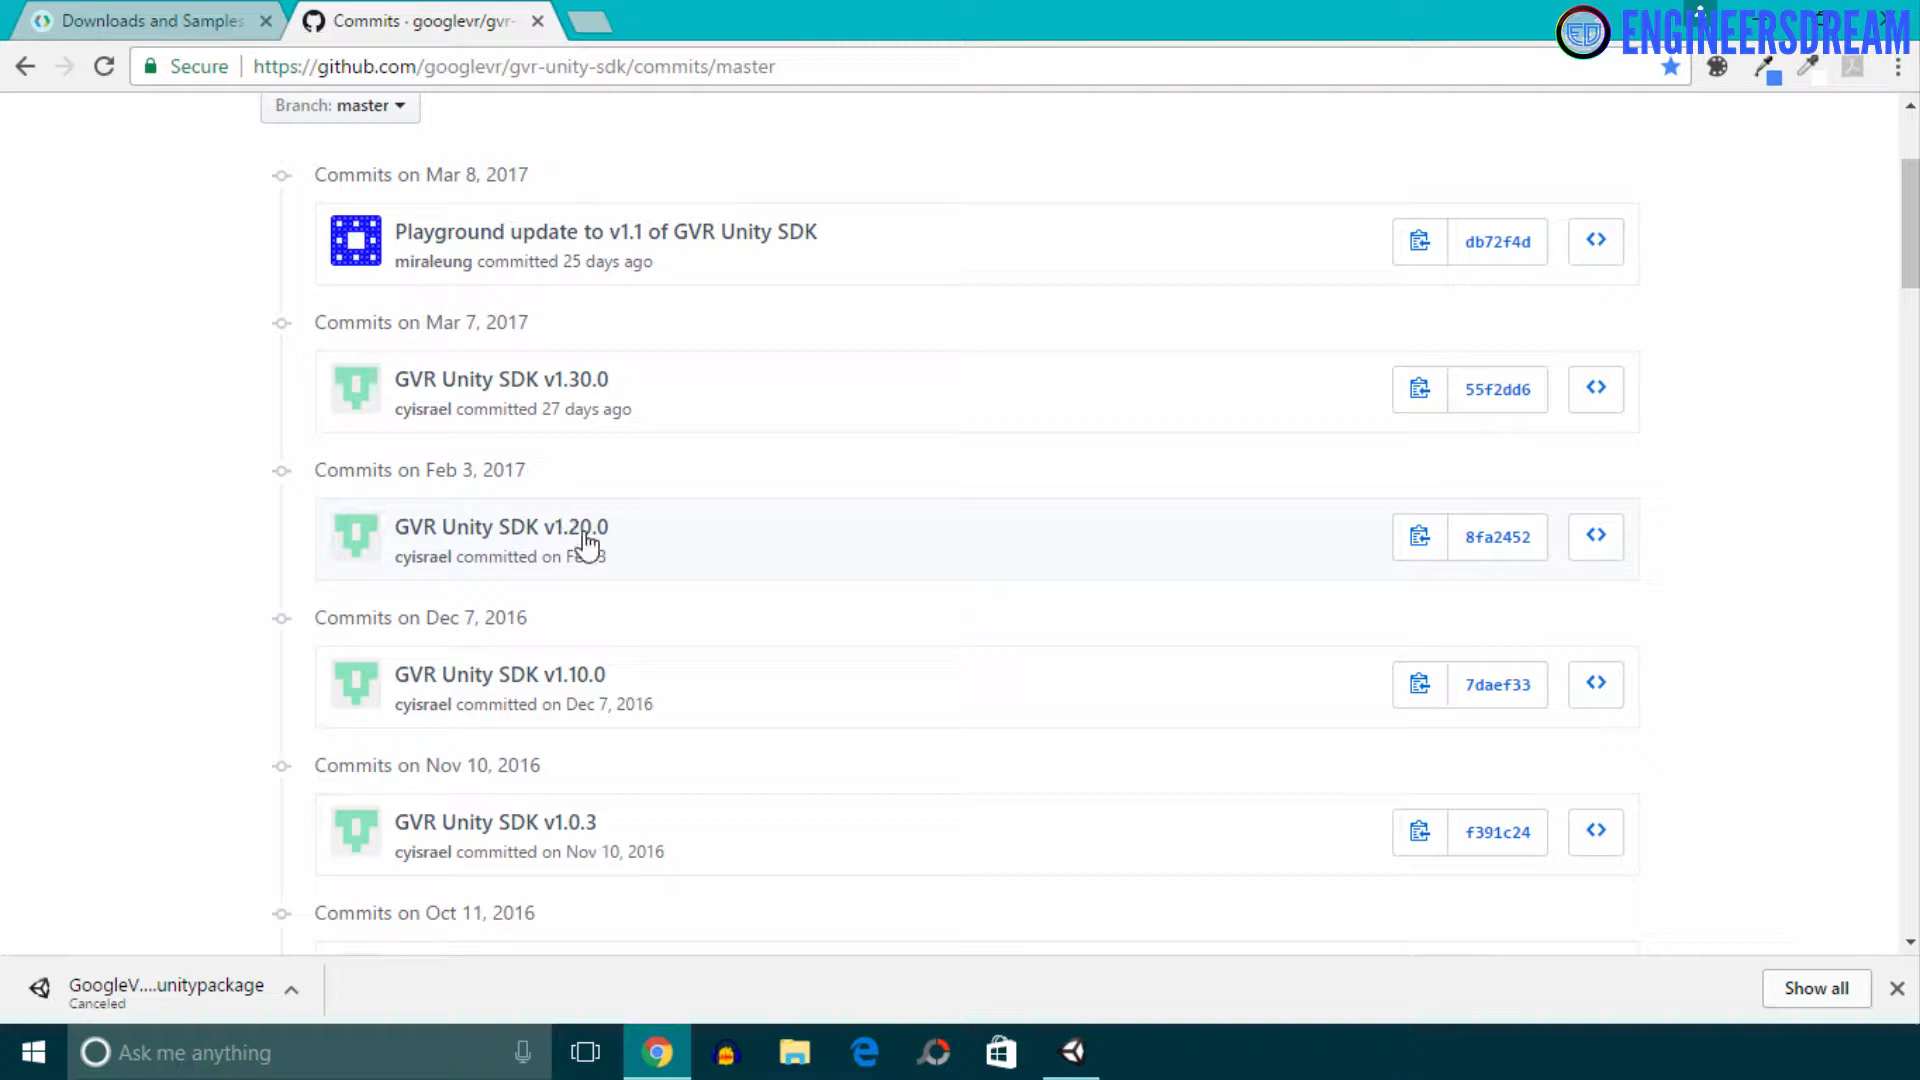 Downloads and Samples
Commits · googlevr/gvr-
ENGINEERSDREAM
ED
Secure
https://github.com/googlevr/gvr-unity-sdk/commits/master
Branch: master
Commits on Mar 8, 2017
Playground update to v1.1 of GVR Unity SDK
miraleung committed 25 days ago
db72f4d
Commits on Mar 7, 2017
GVR Unity SDK v1.30.0
cyisrael committed 27 days ago
55f2dd6
Commits on Feb 3, 2017
GVR Unity SDK v1.20.0
cyisrael committed on
8fa2452
Commits on Dec 7, 2016
GVR Unity SDK v1.10.0
cyisrael committed on Dec 7, 2016
7daef33
Commits on Nov 10, 2016
GVR Unity SDK v1.0.3
cyisrael committed on Nov 10, 2016
f391c24
Commits on Oct 11, 2016
GoogleV....unitypackage
Canceled
Show all
Ask me anything